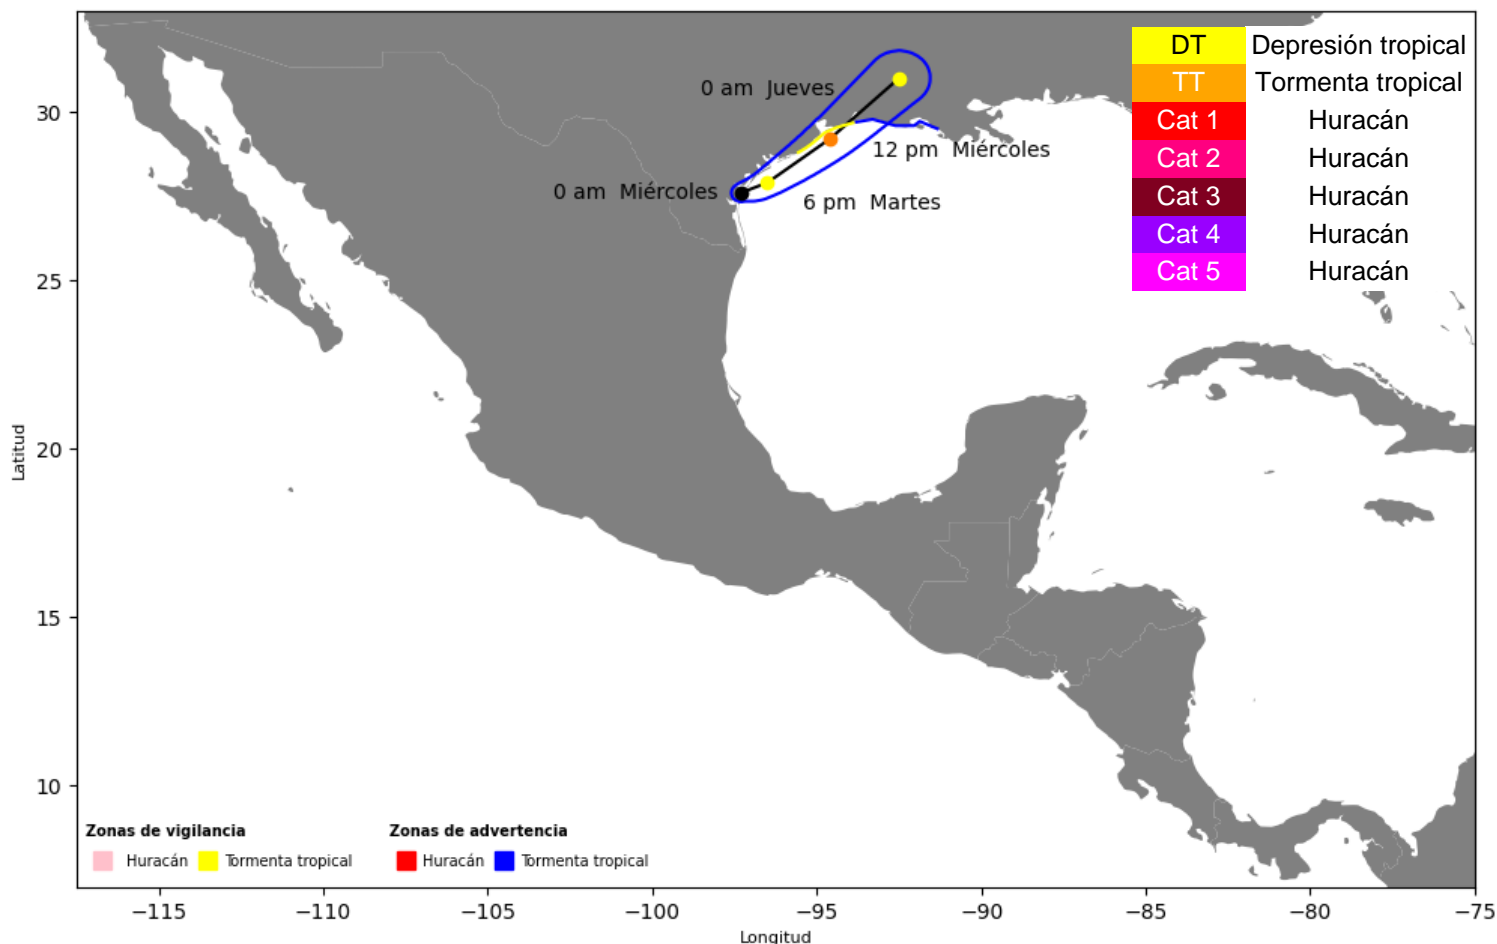 DT Depresión tropical
TT Tormenta tropical
Cat 1 Huracán
Cat 2 Huracán
Cat 3 Huracán
Cat 4 Huracán
Cat 5 Huracán
0 am  Jueves
12 pm  Miércoles
0 am  Miércoles
6 pm  Martes
30
25
20
15
10
Latitud
Zonas de vigilancia
Huracán
Tormenta tropical
Zonas de advertencia
Huracán
Tormenta tropical
−115 −110 −105 −100 −95 −90 −85 −80 −75
Longitud